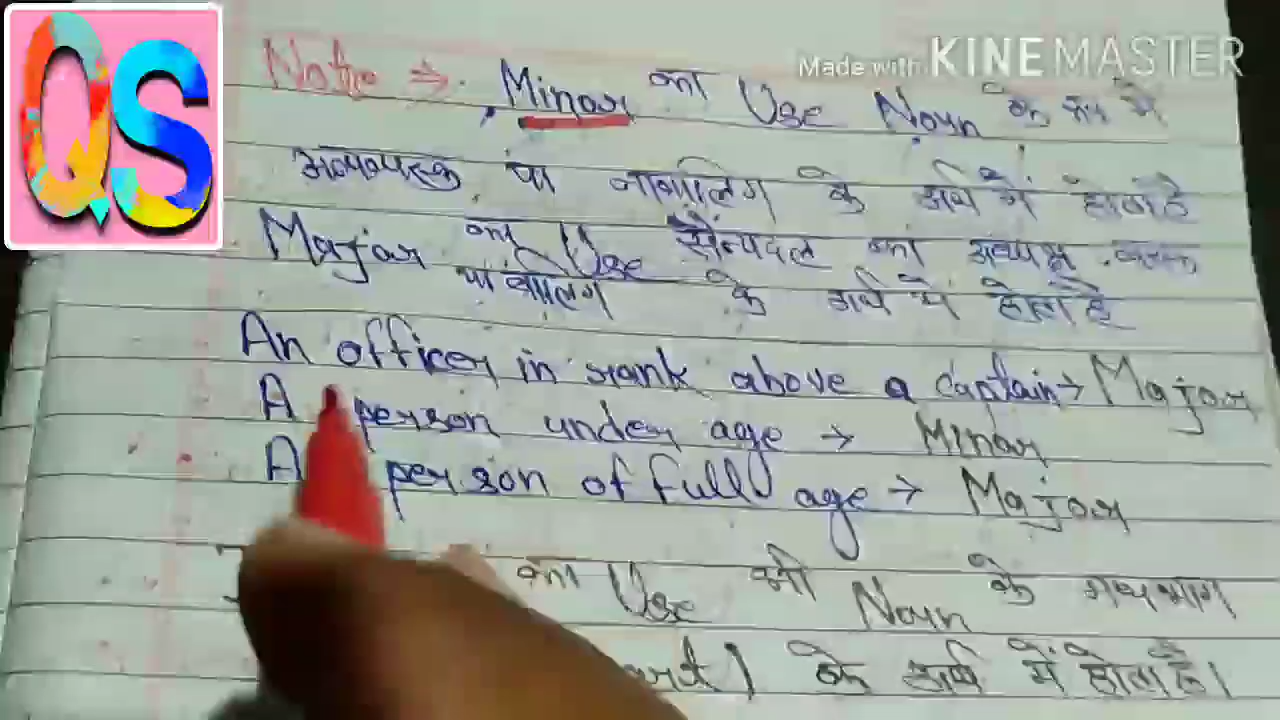 QS
Made with KINEMASTER
Note ⇒ Minor का Use Noun के रूप में
अवयस्क या नाबालिग के अर्थ में होता है
Major का Use सैन्यदल का
या बालिग के अर्थ में होता है
An officer in rank above a captain → Major
A person under age → Minor
A person of full age → Major
का Use भी Noun के
के अर्थ में होता है।